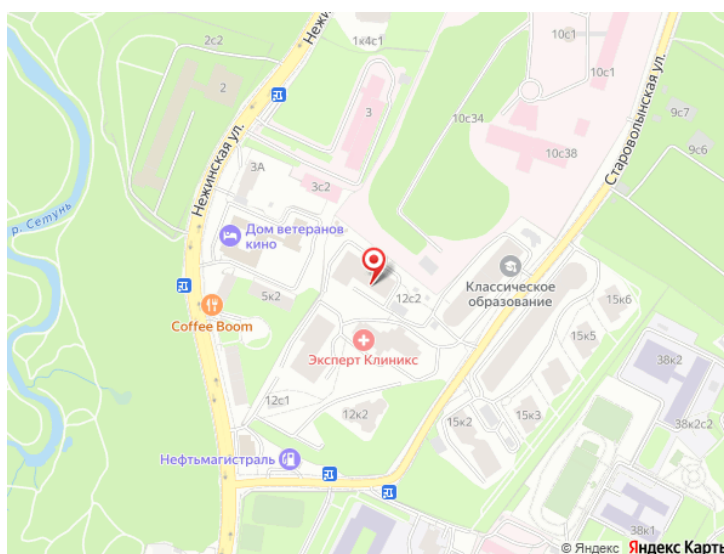 2с2
1к4с1
Нежинская
10с1
10с1
Староволынская ул.
2
3
10с34
9с7
9с6
10с38
Нежинская ул.
3А
3с2
р. Сетунь
Дом ветеранов
кино
Классическое
образование
5к2
12с2
15к6
Coffee Boom
15к5
Эксперт Клиникс
38к2
12с1
12к2
15к2
15к3
38к2с2
Нефтьмагистраль
38к1
© Яндекс Яндекс Карты